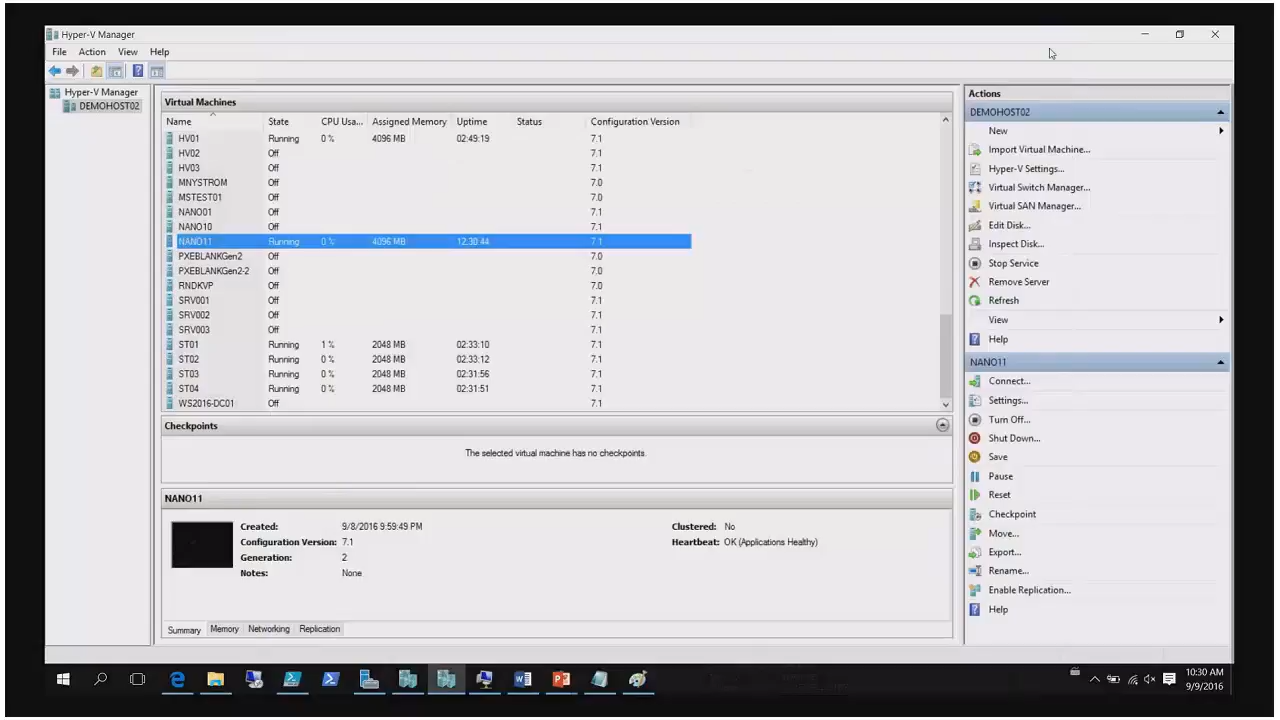 Hyper-V Manager
File Action View Help
Hyper-V Manager
DEMOHOST02
Virtual Machines
Name State CPU Usa... Assigned Memory Uptime Status Configuration Version
HV01 Running 0 % 4096 MB 02:49:19 7.1
HV02 Off 7.1
HV03 Off 7.1
MNYSTROM Off 7.0
MSTEST01 Off 7.0
NANO01 Off 7.1
NANO10 Off 7.1
NANO11 Running 0 % 4096 MB 12:30:44 7.1
PXEBLANKGen2 Off 7.0
PXEBLANKGen2-2 Off 7.0
RNDKVP Off 7.0
SRV001 Off 7.1
SRV002 Off 7.1
SRV003 Off 7.1
ST01 Running 1 % 2048 MB 02:33:10 7.1
ST02 Running 0 % 2048 MB 02:33:12 7.1
ST03 Running 0 % 2048 MB 02:31:56 7.1
ST04 Running 0 % 2048 MB 02:31:51 7.1
WS2016-DC01 Off 7.1
Checkpoints
The selected virtual machine has no checkpoints.
NANO11
Created: 9/8/2016 9:59:49 PM
Configuration Version: 7.1
Generation: 2
Notes: None
Clustered: No
Heartbeat: OK (Applications Healthy)
Summary Memory Networking Replication
Actions
DEMOHOST02
New
Import Virtual Machine...
Hyper-V Settings...
Virtual Switch Manager...
Virtual SAN Manager...
Edit Disk...
Inspect Disk...
Stop Service
Remove Server
Refresh
View
Help
NANO11
Connect...
Settings...
Turn Off...
Shut Down...
Save
Pause
Reset
Checkpoint
Move...
Export...
Rename...
Enable Replication...
Help
10:30 AM
9/9/2016